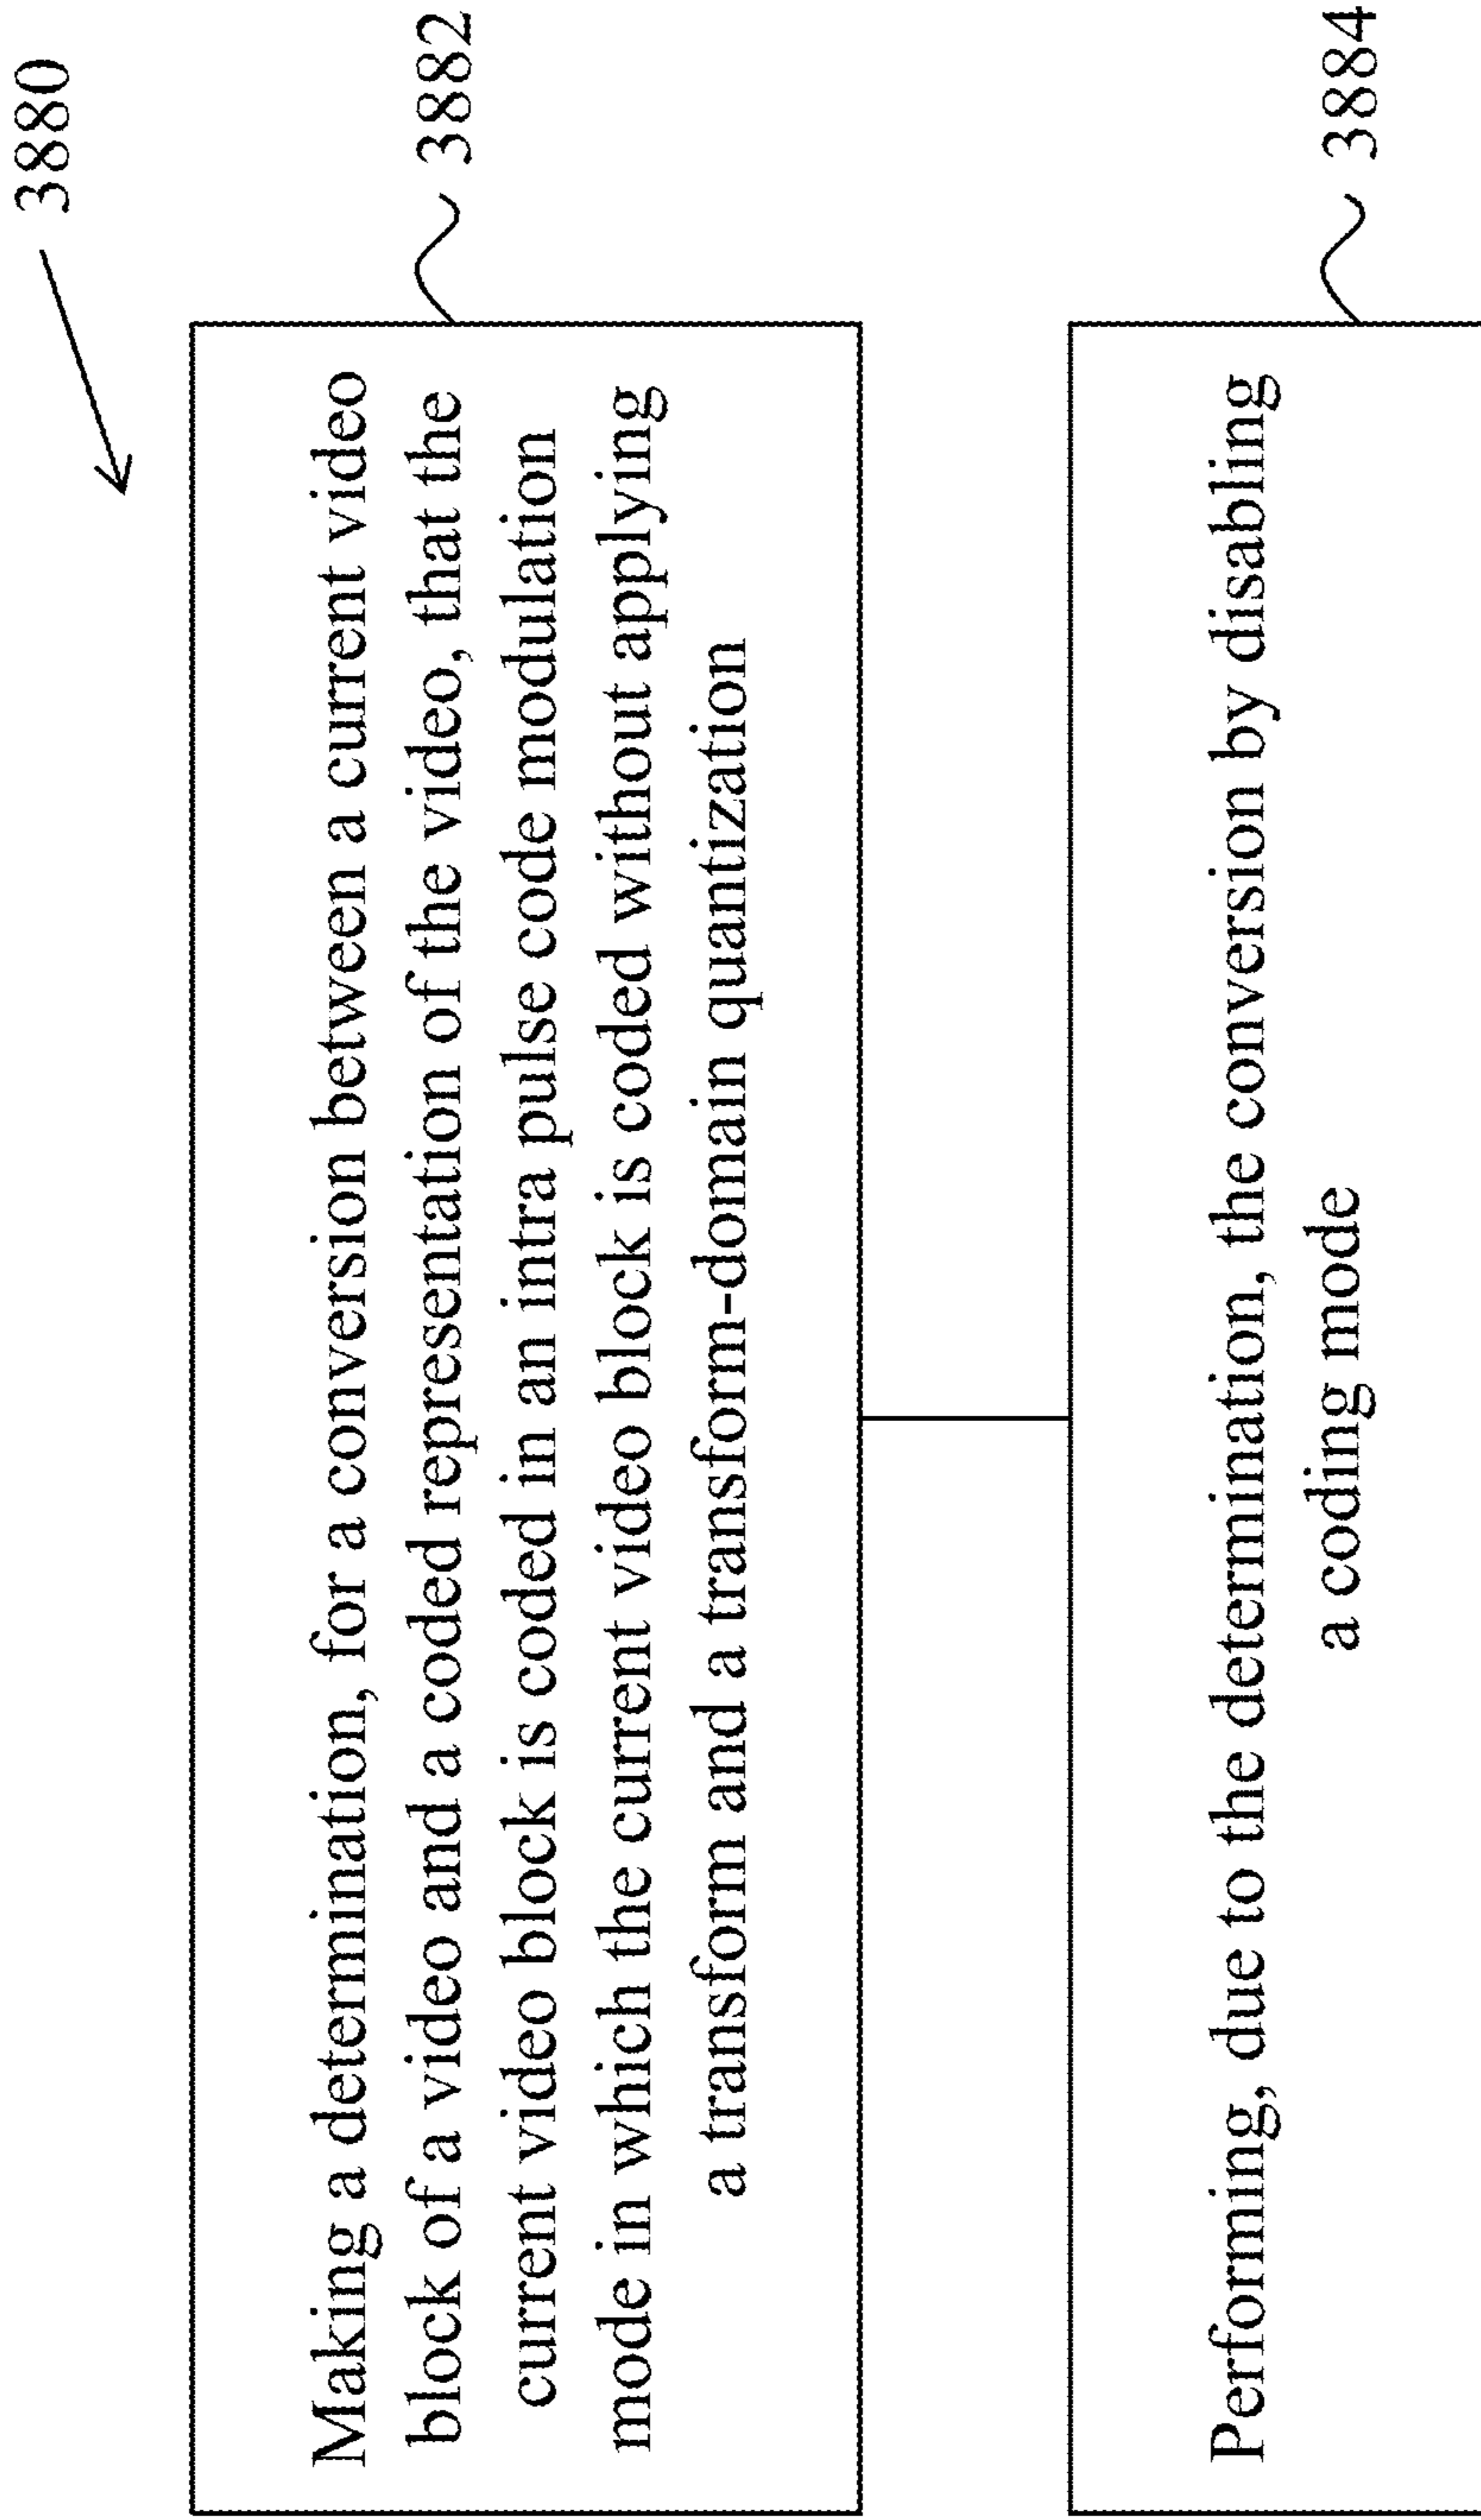 3880
Making a determination, for a conversion between a current video
block of a video and a coded representation of the video, that the
current video block is coded in an intra pulse code modulation
mode in which the current video block is coded without applying
a transform and a transform-domain quantization
3882
Performing, due to the determination, the conversion by disabling
a coding mode
3884